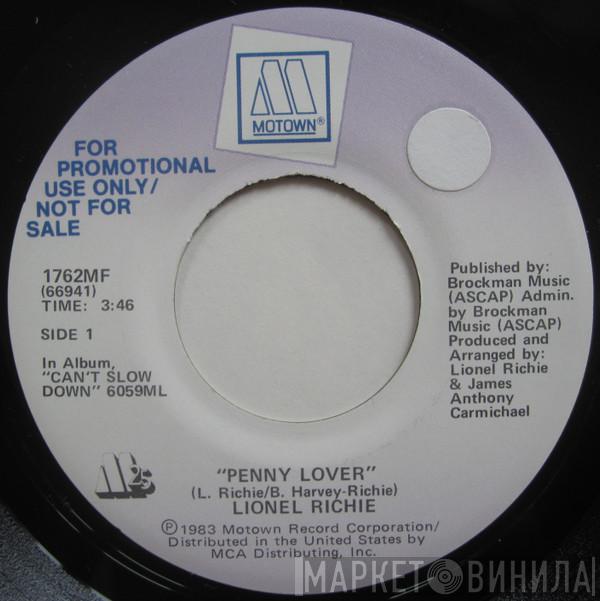 MOTOWN®
FOR
PROMOTIONAL
USE ONLY/
NOT FOR
SALE
1762MF
(66941)
TIME: 3:46
SIDE 1
In Album,
"CAN'T SLOW
DOWN" 6059ML
Published by:
Brockman Music
(ASCAP) Admin.
by Brockman
Music (ASCAP)
Produced and
Arranged by:
Lionel Richie
& James
Anthony
Carmichael
M25
"PENNY LOVER"
(L. Richie/B. Harvey-Richie)
LIONEL RICHIE
℗1983 Motown Record Corporation/
Distributed in the United States by
MCA Distributing, Inc.
МАРКЕТ ВИНИЛА